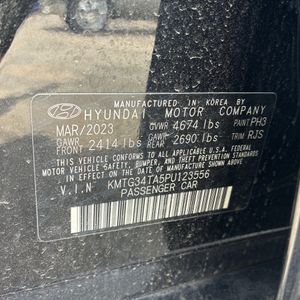 MANUFACTURED IN KOREA BY
HYUNDAI MOTOR COMPANY
MAR/2023 GVWR 4674 lbs PAINT PH3
GAWR FRONT 2414 lbs GAWR REAR 2690 lbs TRIM RJS
THIS VEHICLE CONFORMS TO ALL APPLICABLE U.S. FEDERAL
MOTOR VEHICLE SAFETY, BUMPER, AND THEFT PREVENTION
STANDARDS IN EFFECT ON THE DATE OF MANUFACTURE SHOWN ABOVE.
V.I.N KMTG34TA5PU123556
PASSENGER CAR